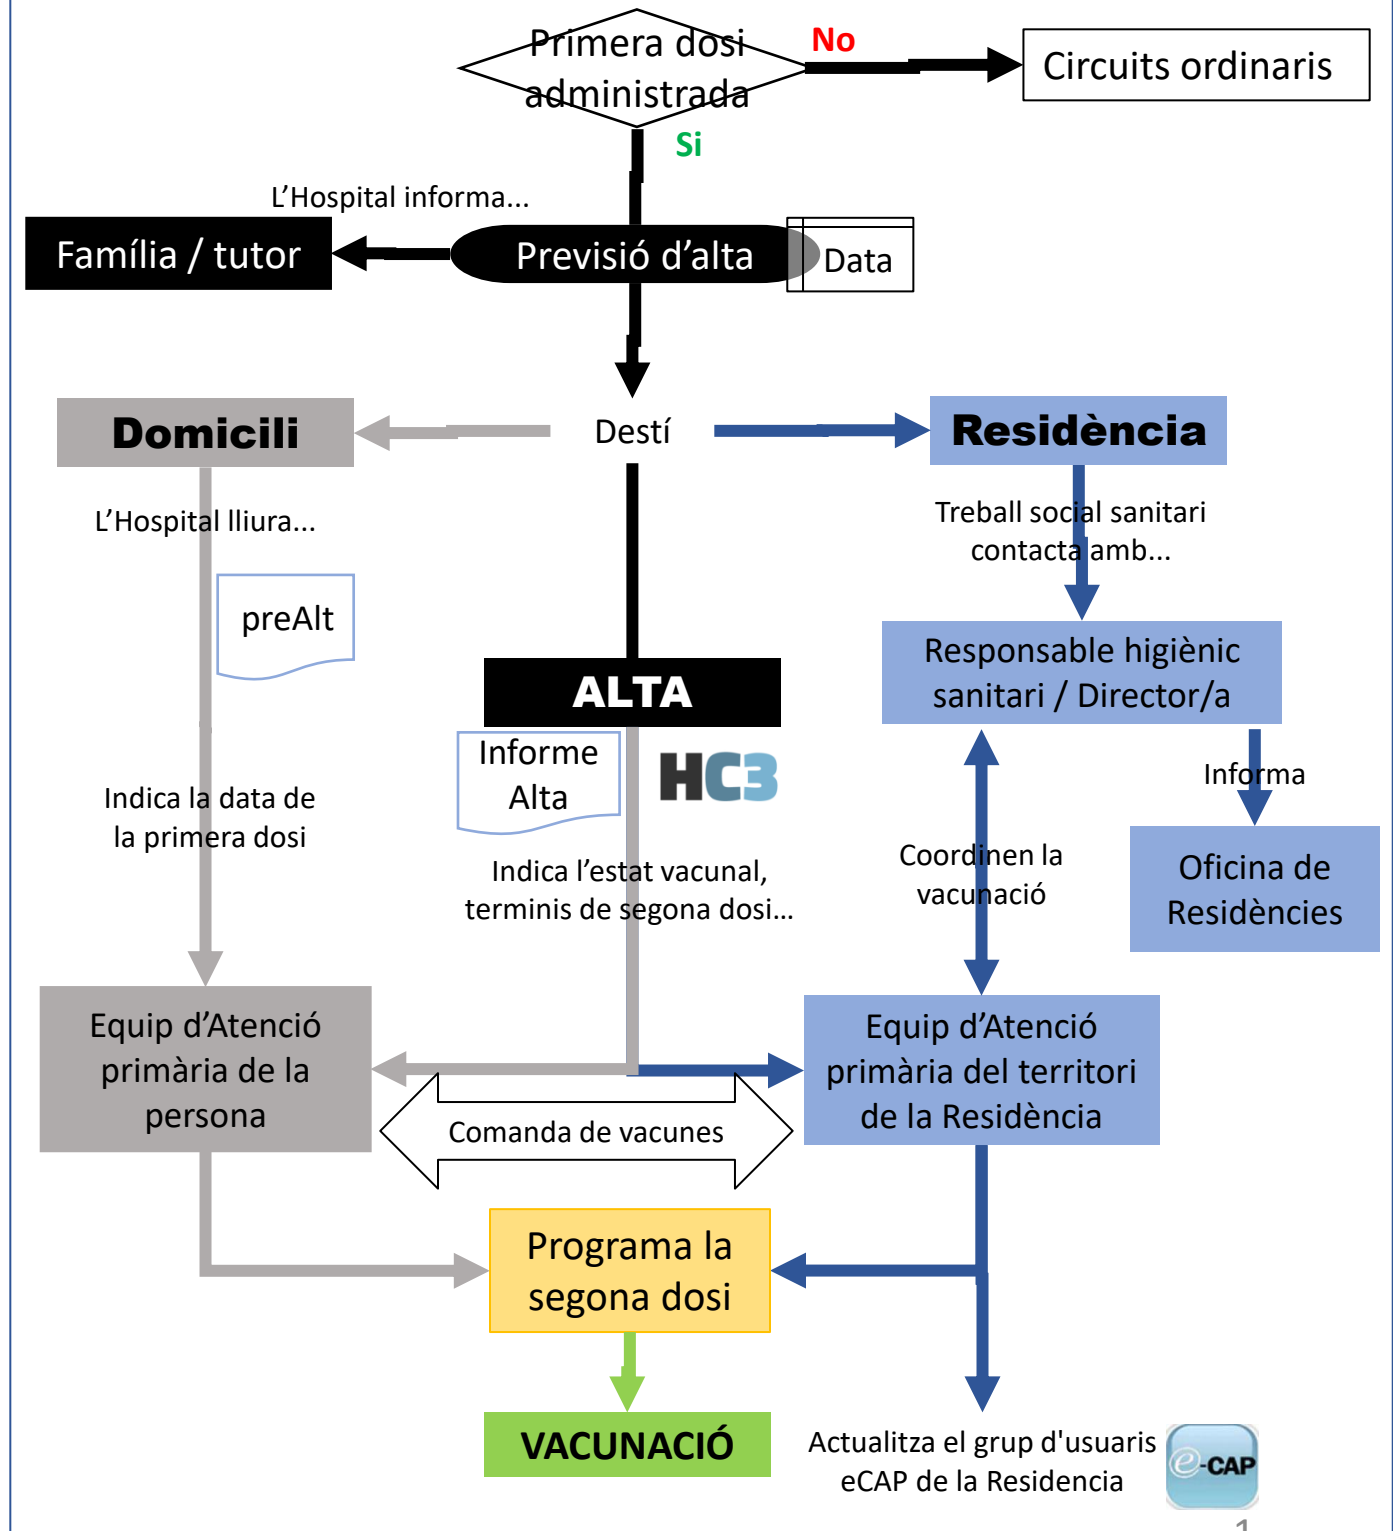 Primera dosi
administrada
No
Circuits ordinaris
Si
L’Hospital informa...
Família / tutor
Previsió d’alta
Data
Domicili
Destí
Residència
L’Hospital lliura...
Treball social sanitari
contacta amb...
preAlt
Responsable higiènic
sanitari / Director/a
ALTA
Informe
Alta
HC3
Informa
Indica la data de
la primera dosi
Indica l’estat vacunal,
terminis de segona dosi...
Coordinen la
vacunació
Oficina de
Residències
Equip d’Atenció
primària de la
persona
Equip d’Atenció
primària del territori
de la Residència
Comanda de vacunes
Programa la
segona dosi
VACUNACIÓ
Actualitza el grup d'usuaris
eCAP de la Residencia
e-CAP
1